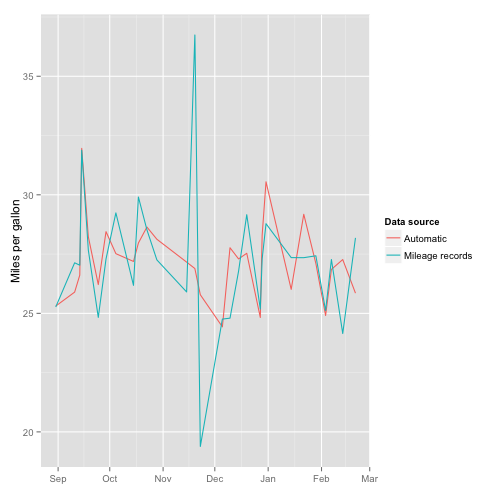 35
30
25
20
Miles per gallon
Sep Oct Nov Dec Jan Feb Mar
Data source
Automatic
Mileage records